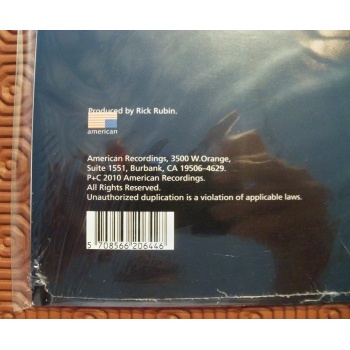 Produced by Rick Rubin.
american
American Recordings, 3500 W.Orange,
Suite 1551, Burbank, CA 19506-4629.
P+C 2010 American Recordings.
All Rights Reserved.
Unauthorized duplication is a violation of applicable laws.
5 708566 206446